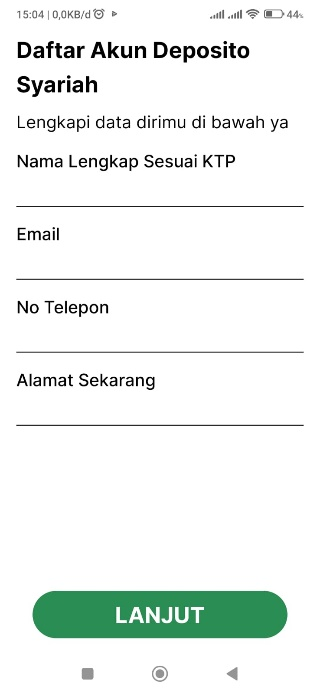 15:04 | 0,0KB/d
44%
Daftar Akun Deposito
Syariah
Lengkapi data dirimu di bawah ya
Nama Lengkap Sesuai KTP
Email
No Telepon
Alamat Sekarang
LANJUT